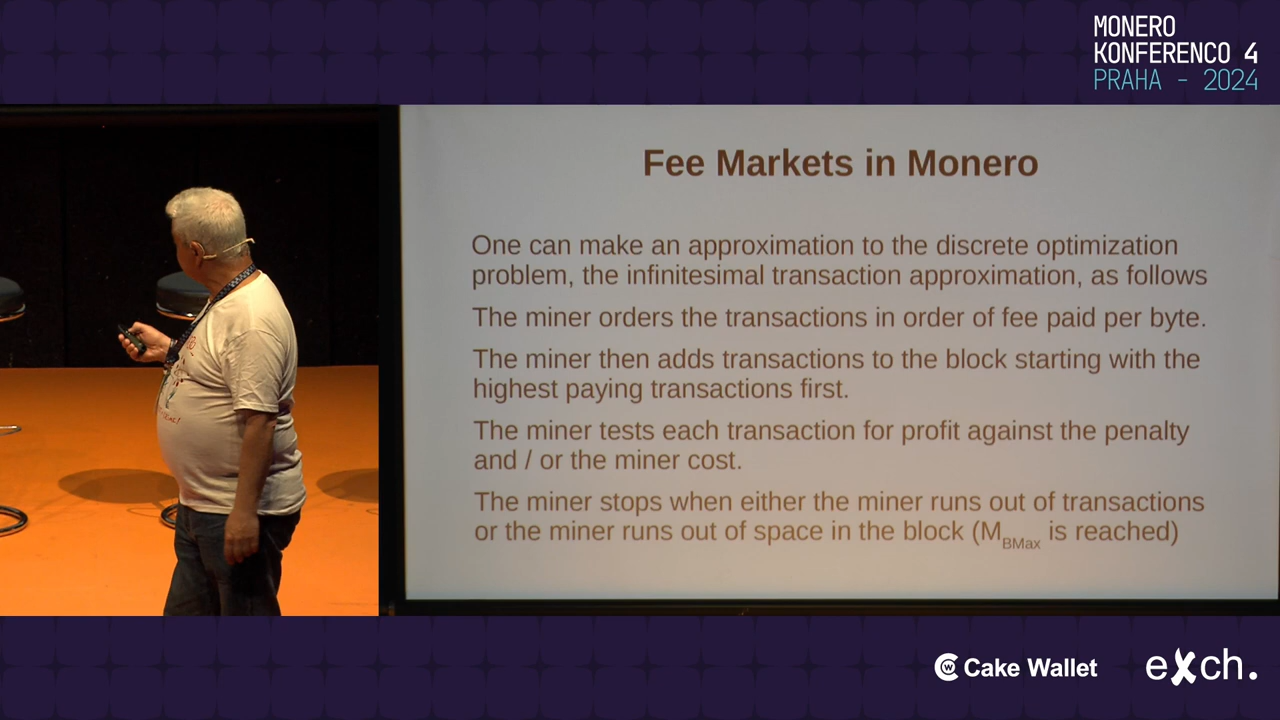 MONERO
KONFERENCO 4
PRAHA - 2024
Fee Markets in Monero
One can make an approximation to the discrete optimization
problem, the infinitesimal transaction approximation, as follows
The miner orders the transactions in order of fee paid per byte.
The miner then adds transactions to the block starting with the
highest paying transactions first.
The miner tests each transaction for profit against the penalty
and / or the miner cost.
The miner stops when either the miner runs out of transactions
or the miner runs out of space in the block (MBMax is reached)
Cake Wallet
exch.